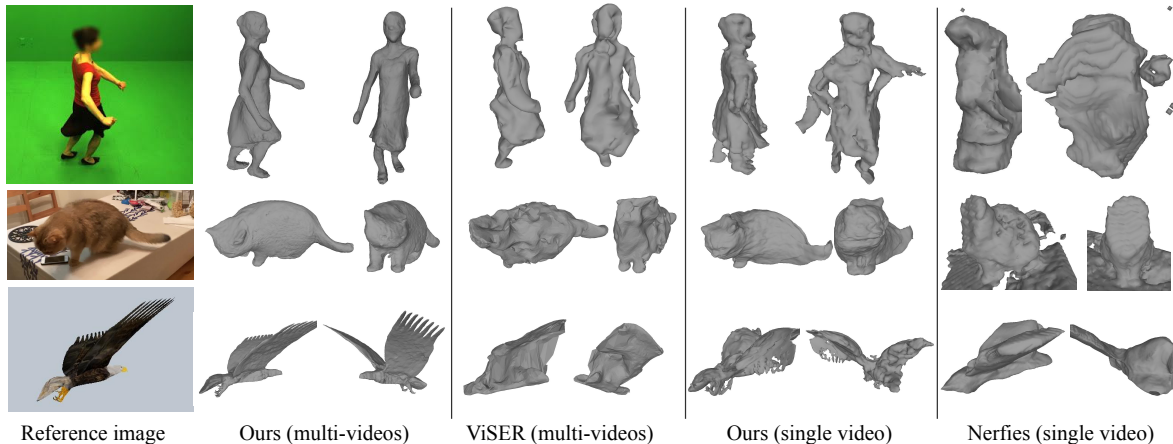 Reference image
Ours (multi-videos)
ViSER (multi-videos)
Ours (single video)
Nerfies (single video)